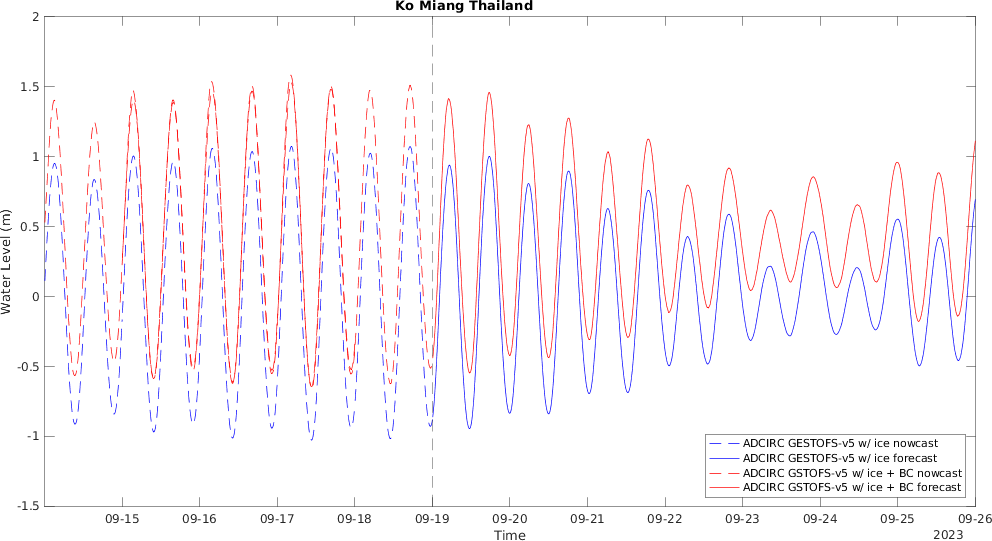 Ko Miang Thailand
2
1.5
1
0.5
0
-0.5
-1
-1.5
Water Level (m)
09-15 09-16 09-17 09-18 09-19 09-20 09-21 09-22 09-23 09-24 09-25 09-26
Time
2023
ADCIRC GESTOFS-v5 w/ ice nowcast
ADCIRC GESTOFS-v5 w/ ice forecast
ADCIRC GSTOFS-v5 w/ ice + BC nowcast
ADCIRC GSTOFS-v5 w/ ice + BC forecast